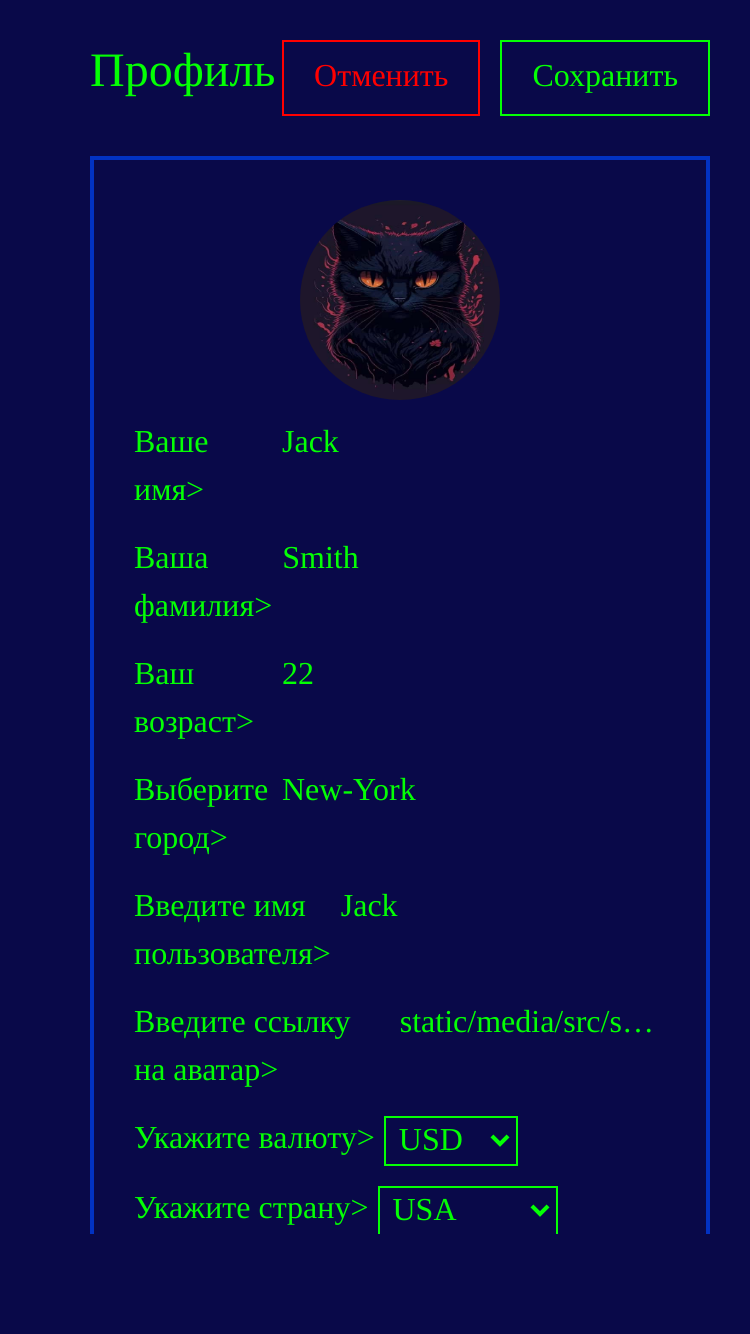 Профиль Отменить Сохранить
Ваше Jack
имя>
Ваша Smith
фамилия>
Ваш 22
возраст>
Выберите New-York
город>
Введите имя Jack
пользователя>
Введите ссылку static/media/src/s…
на аватар>
Укажите валюту> USD
Укажите страну> USA